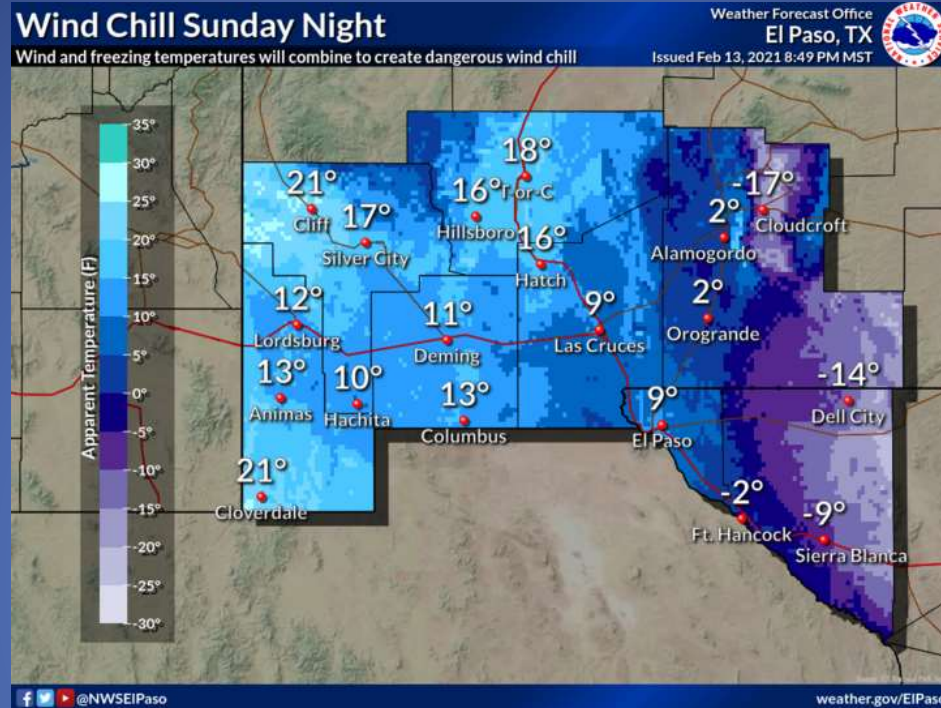 Wind Chill Sunday Night
Wind and freezing temperatures will combine to create dangerous wind chill
Weather Forecast Office
El Paso, TX
Issued Feb 13, 2021 8:49 PM MST
NATIONAL WEATHER SERVICE
Apparent Temperature (F)
35°
30°
25°
20°
15°
10°
5°
0°
-5°
-10°
-15°
-20°
-25°
-30°
21°
Cliff
17°
Silver City
16°
Hillsboro
18°
T or-C
16°
Hatch
-17°
Cloudcroft
2°
Alamogordo
12°
Lordsburg
11°
Deming
9°
Las Cruces
2°
Orogrande
13°
Animas
10°
Hachita
13°
Columbus
9°
El Paso
-14°
Dell City
21°
Cloverdale
-2°
Ft. Hancock
-9°
Sierra Blanca
@NWSElPaso
weather.gov/ElPaso